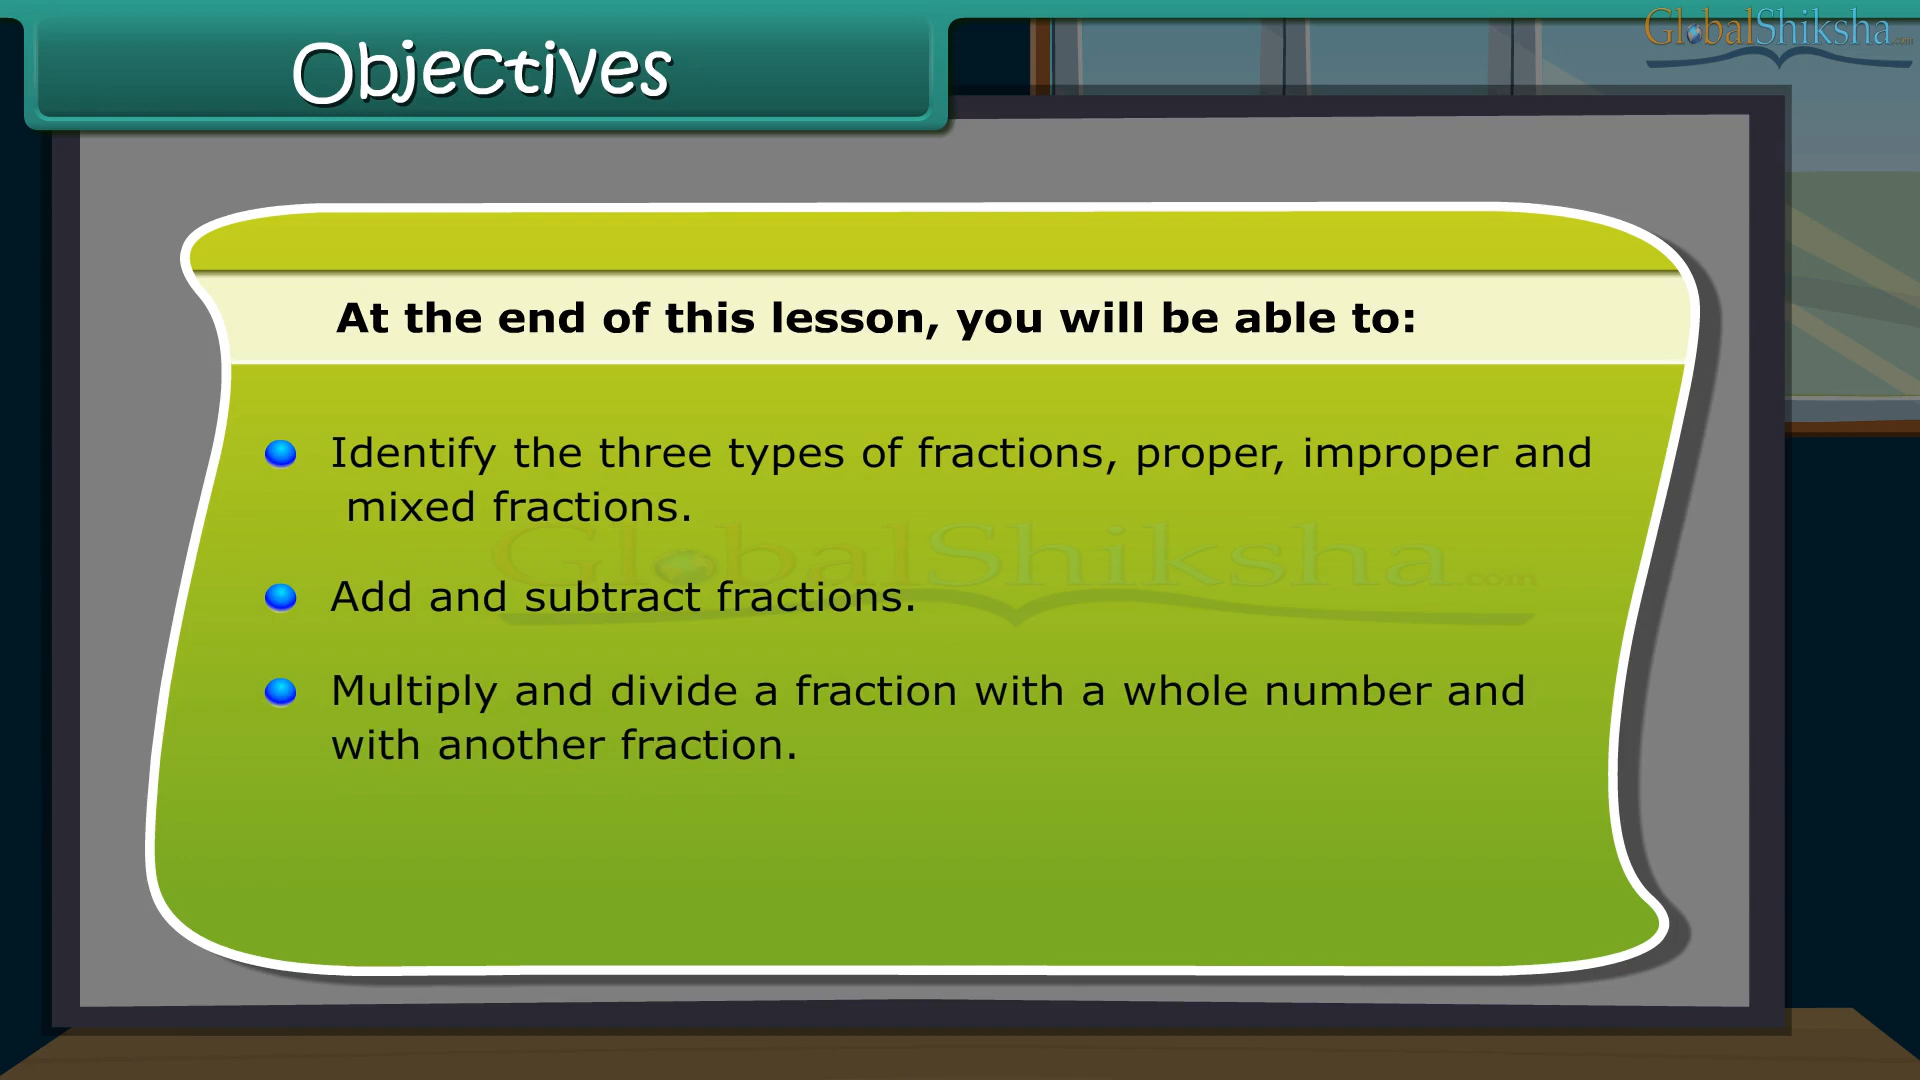 Objectives
GlobalShiksha.com
At the end of this lesson, you will be able to:
Identify the three types of fractions, proper, improper and
mixed fractions.
GlobalShiksha.com
Add and subtract fractions.
Multiply and divide a fraction with a whole number and
with another fraction.